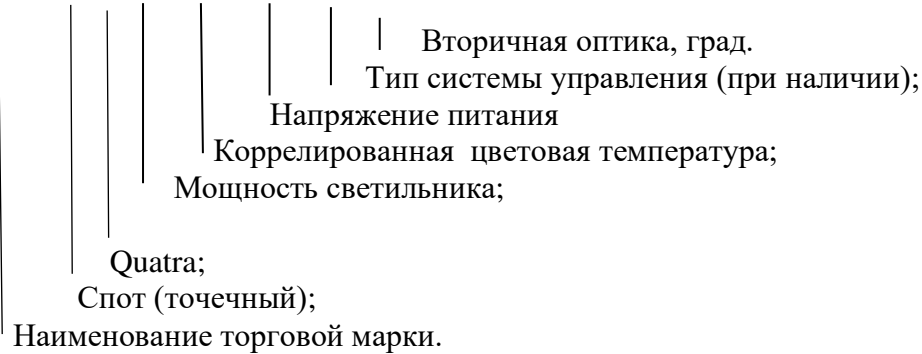 Вторичная оптика, град.
Тип системы управления (при наличии);
Напряжение питания
Коррелированная цветовая температура;
Мощность светильника;
Quatra;
Спот (точечный);
Наименование торговой марки.